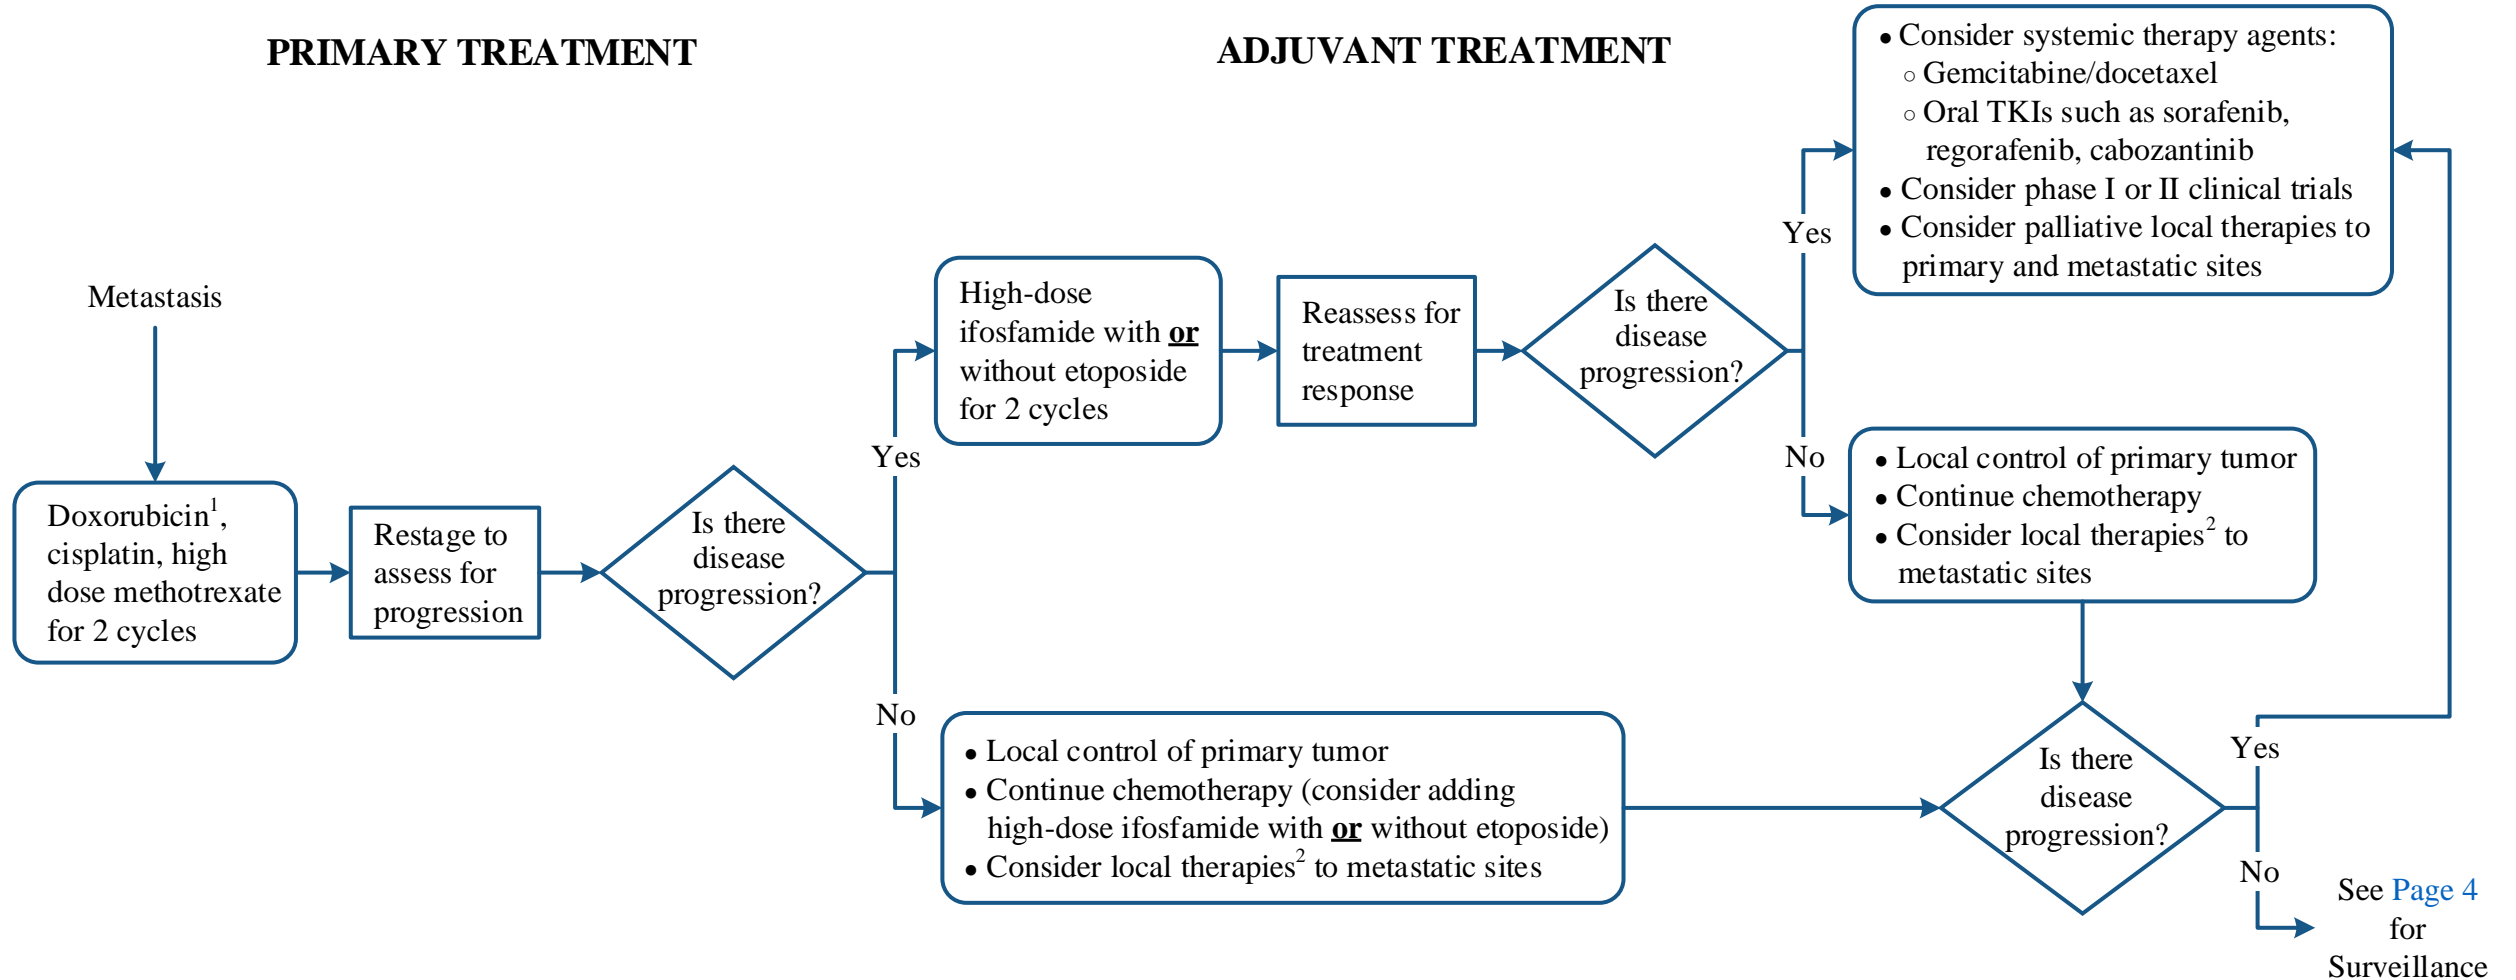 PRIMARY TREATMENT
ADJUVANT TREATMENT
Metastasis
Doxorubicin¹,
cisplatin, high
dose methotrexate
for 2 cycles
Restage to
assess for
progression
Is there
disease
progression?
Yes
High-dose
ifosfamide with or
without etoposide
for 2 cycles
Reassess for
treatment
response
Is there
disease
progression?
Yes
• Consider systemic therapy agents:
○ Gemcitabine/docetaxel
○ Oral TKIs such as sorafenib,
regorafenib, cabozantinib
• Consider phase I or II clinical trials
• Consider palliative local therapies to
primary and metastatic sites
No
• Local control of primary tumor
• Continue chemotherapy
• Consider local therapies² to
metastatic sites
No
• Local control of primary tumor
• Continue chemotherapy (consider adding
high-dose ifosfamide with or without etoposide)
• Consider local therapies² to metastatic sites
Is there
disease
progression?
Yes
No
See Page 4
for
Surveillance